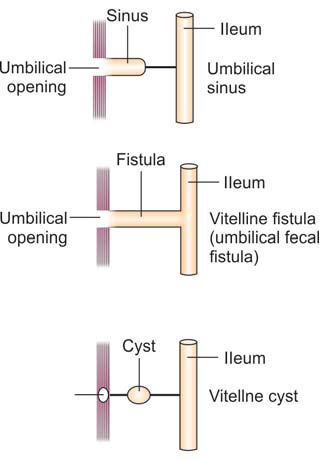 Sinus
Ileum
Umbilical
opening
Umbilical
sinus
Fistula
Ileum
Umbilical
opening
Vitelline fistula
(umbilical fecal
fistula)
Cyst
Ileum
Vitellne cyst